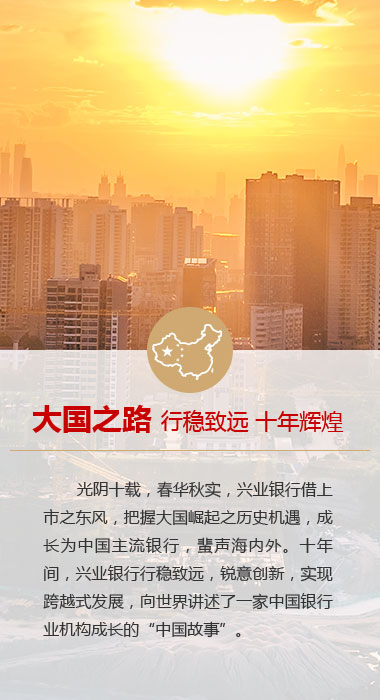 大国之路 行稳致远 十年辉煌
光阴十载，春华秋实，兴业银行借上
市之东风，把握大国崛起之历史机遇，成
长为中国主流银行，蜚声海内外。十年
间，兴业银行行稳致远，锐意创新，实现
跨越式发展，向世界讲述了一家中国银行
业机构成长的“中国故事”。